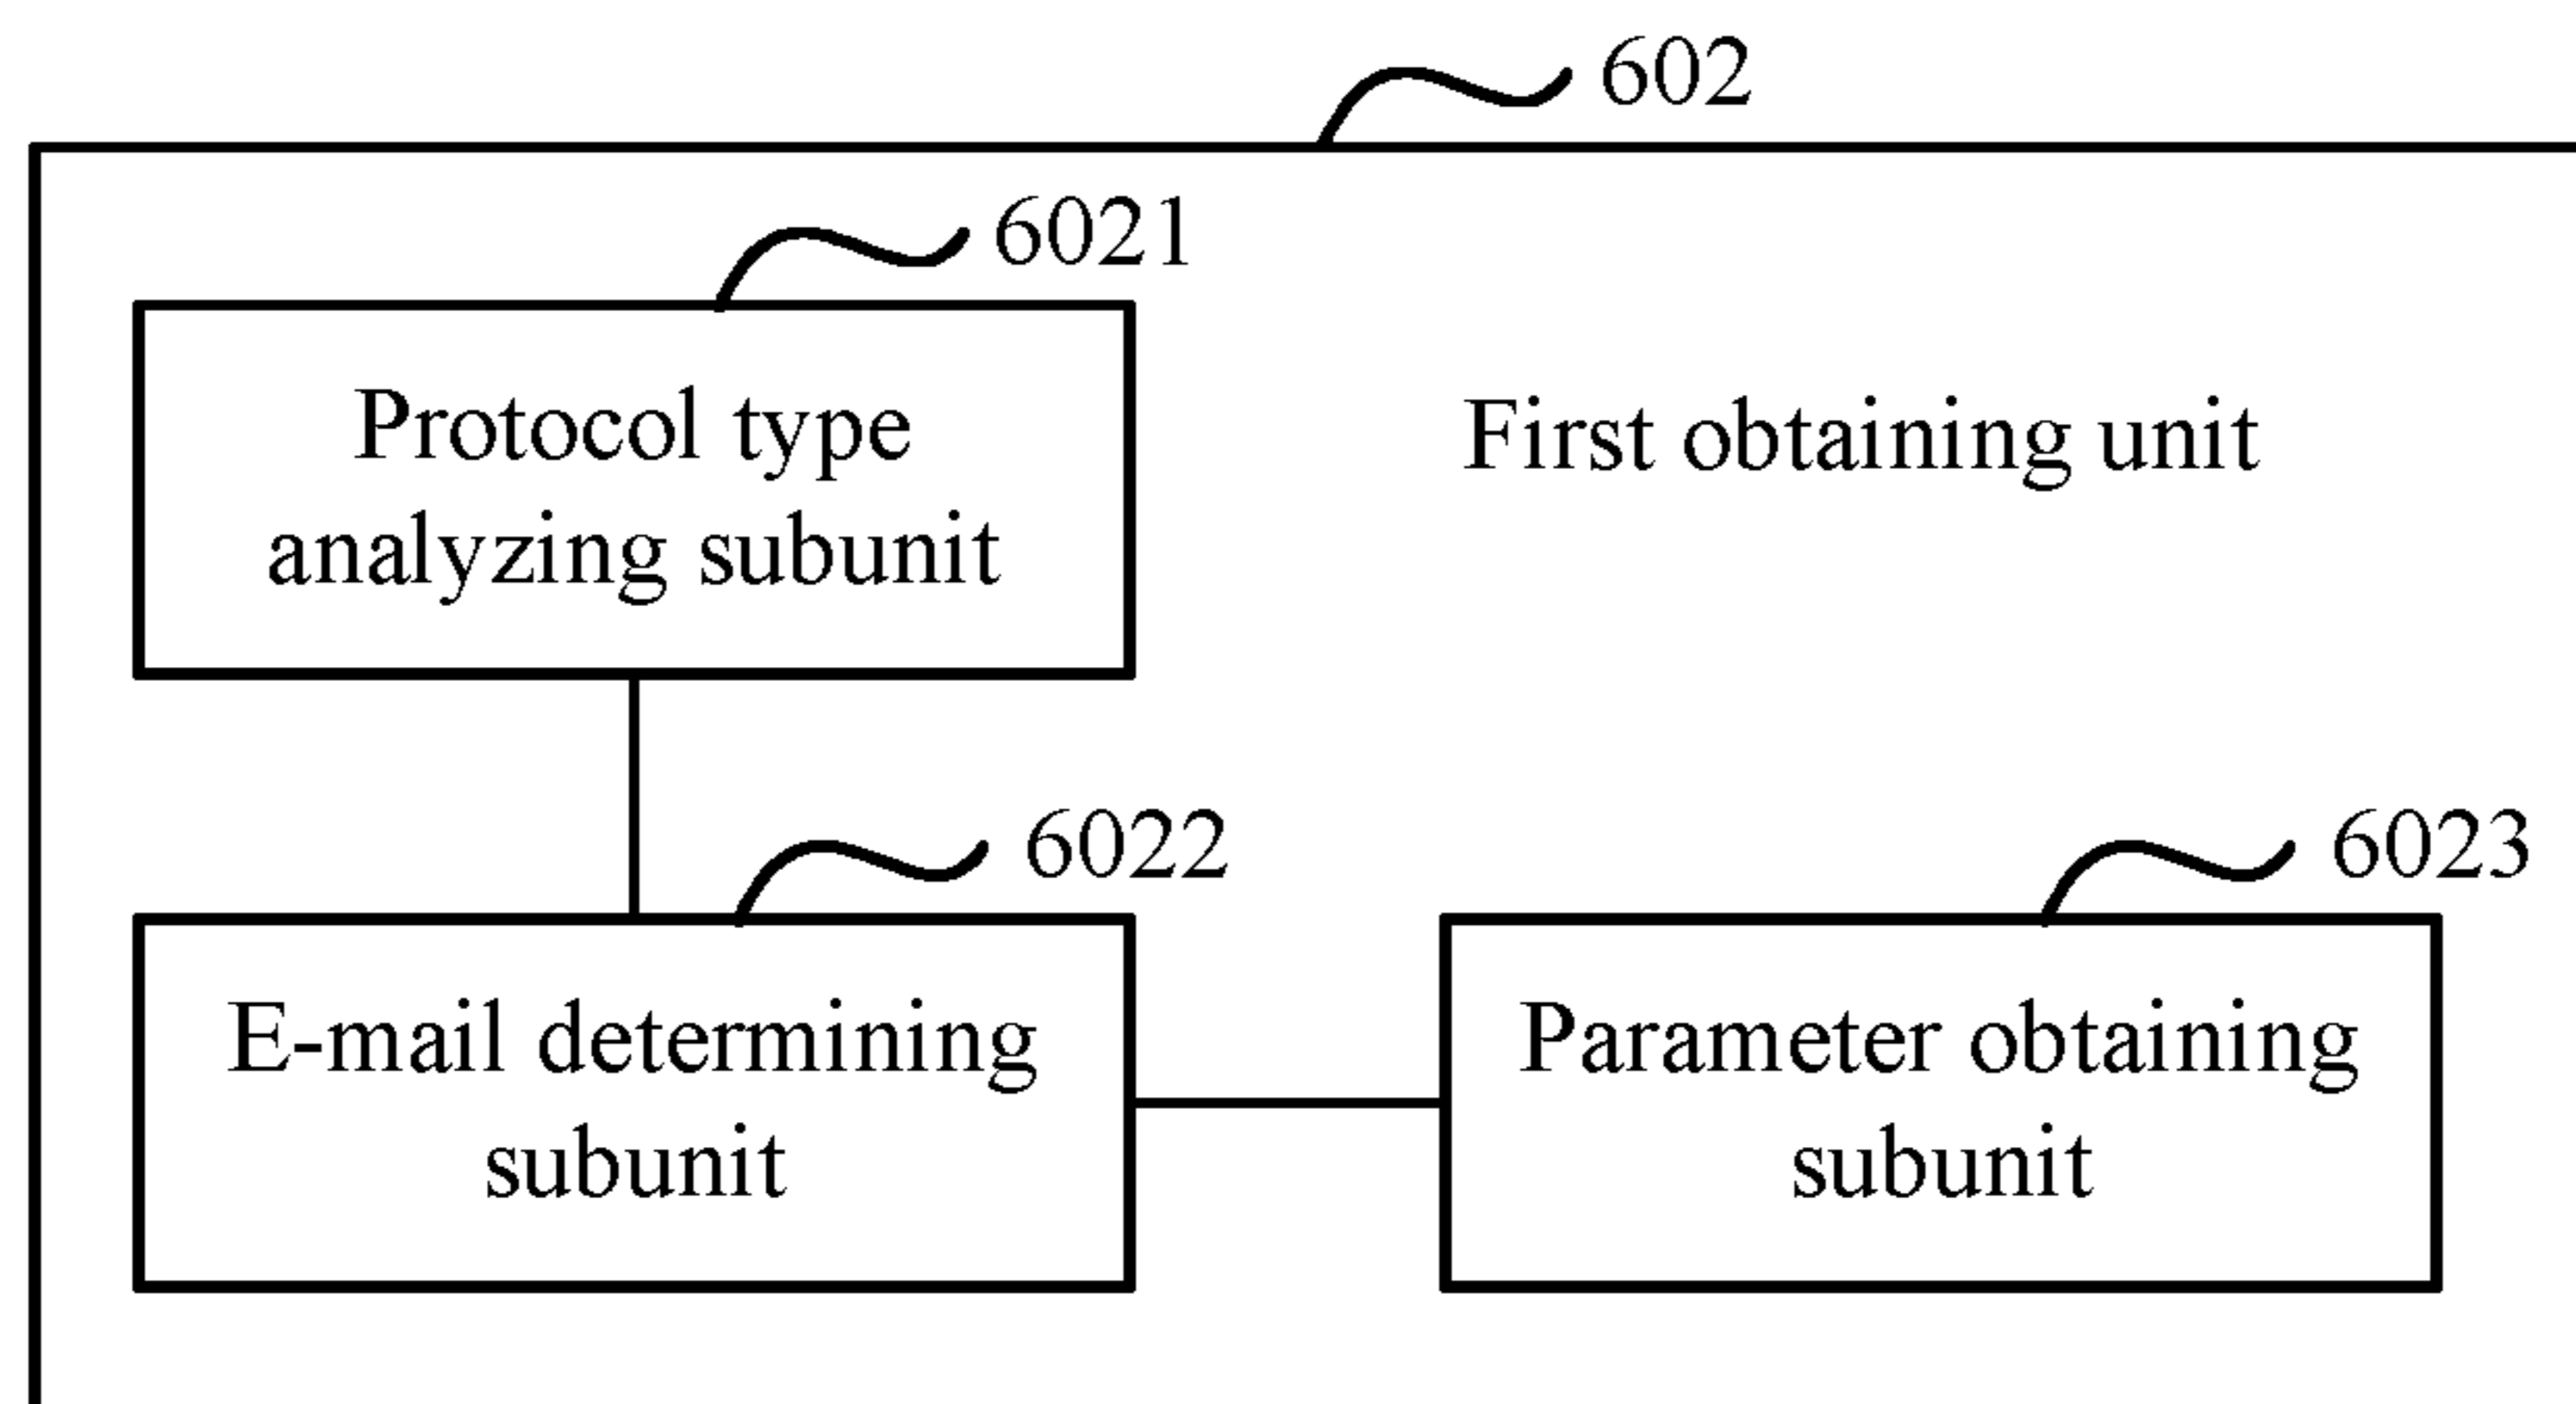 602
6021
Protocol type
analyzing subunit
First obtaining unit
6022
E-mail determining
subunit
6023
Parameter obtaining
subunit